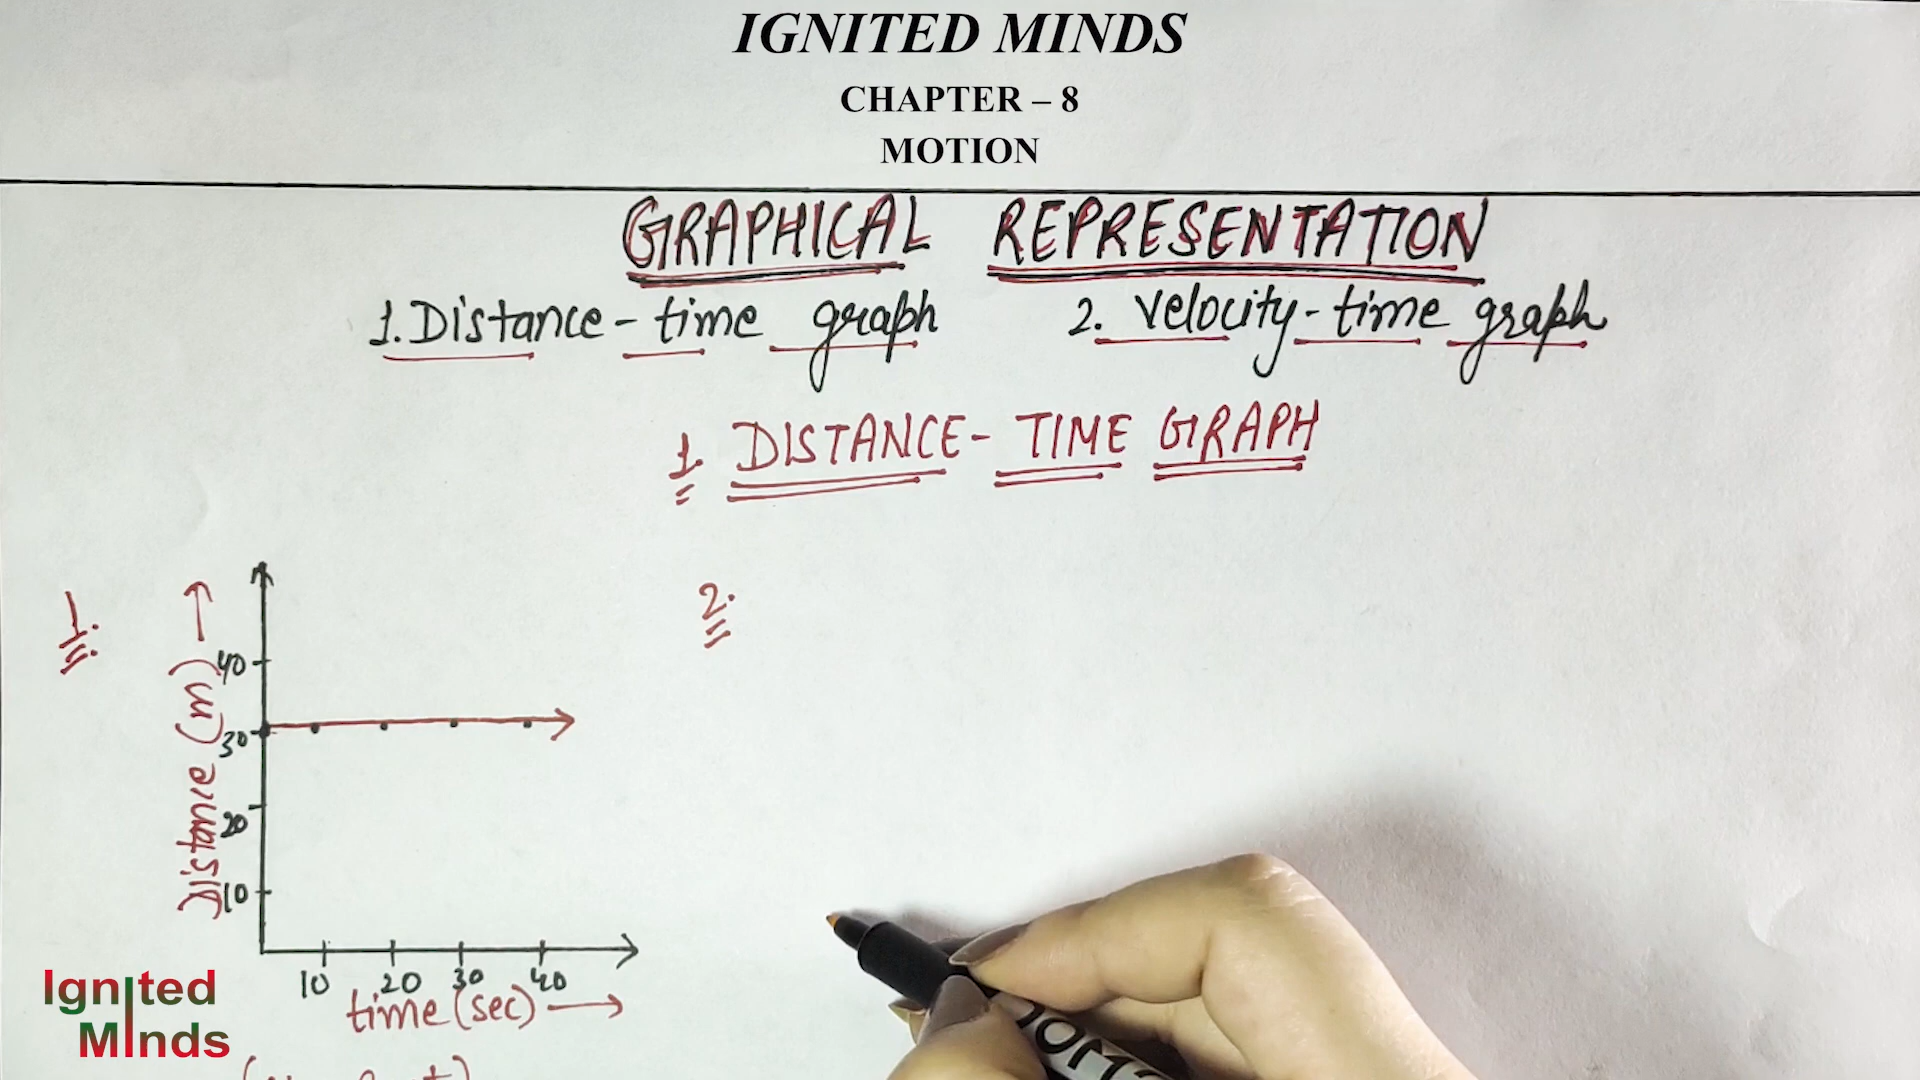 IGNITED MINDS
CHAPTER – 8
MOTION
GRAPHICAL REPRESENTATION
1. Distance - time graph 2. Velocity - time graph
1. DISTANCE - TIME GRAPH
1.
2.
Distance (m)
40
30
20
10
10 20 30 40
time (sec)
Ignited
Minds